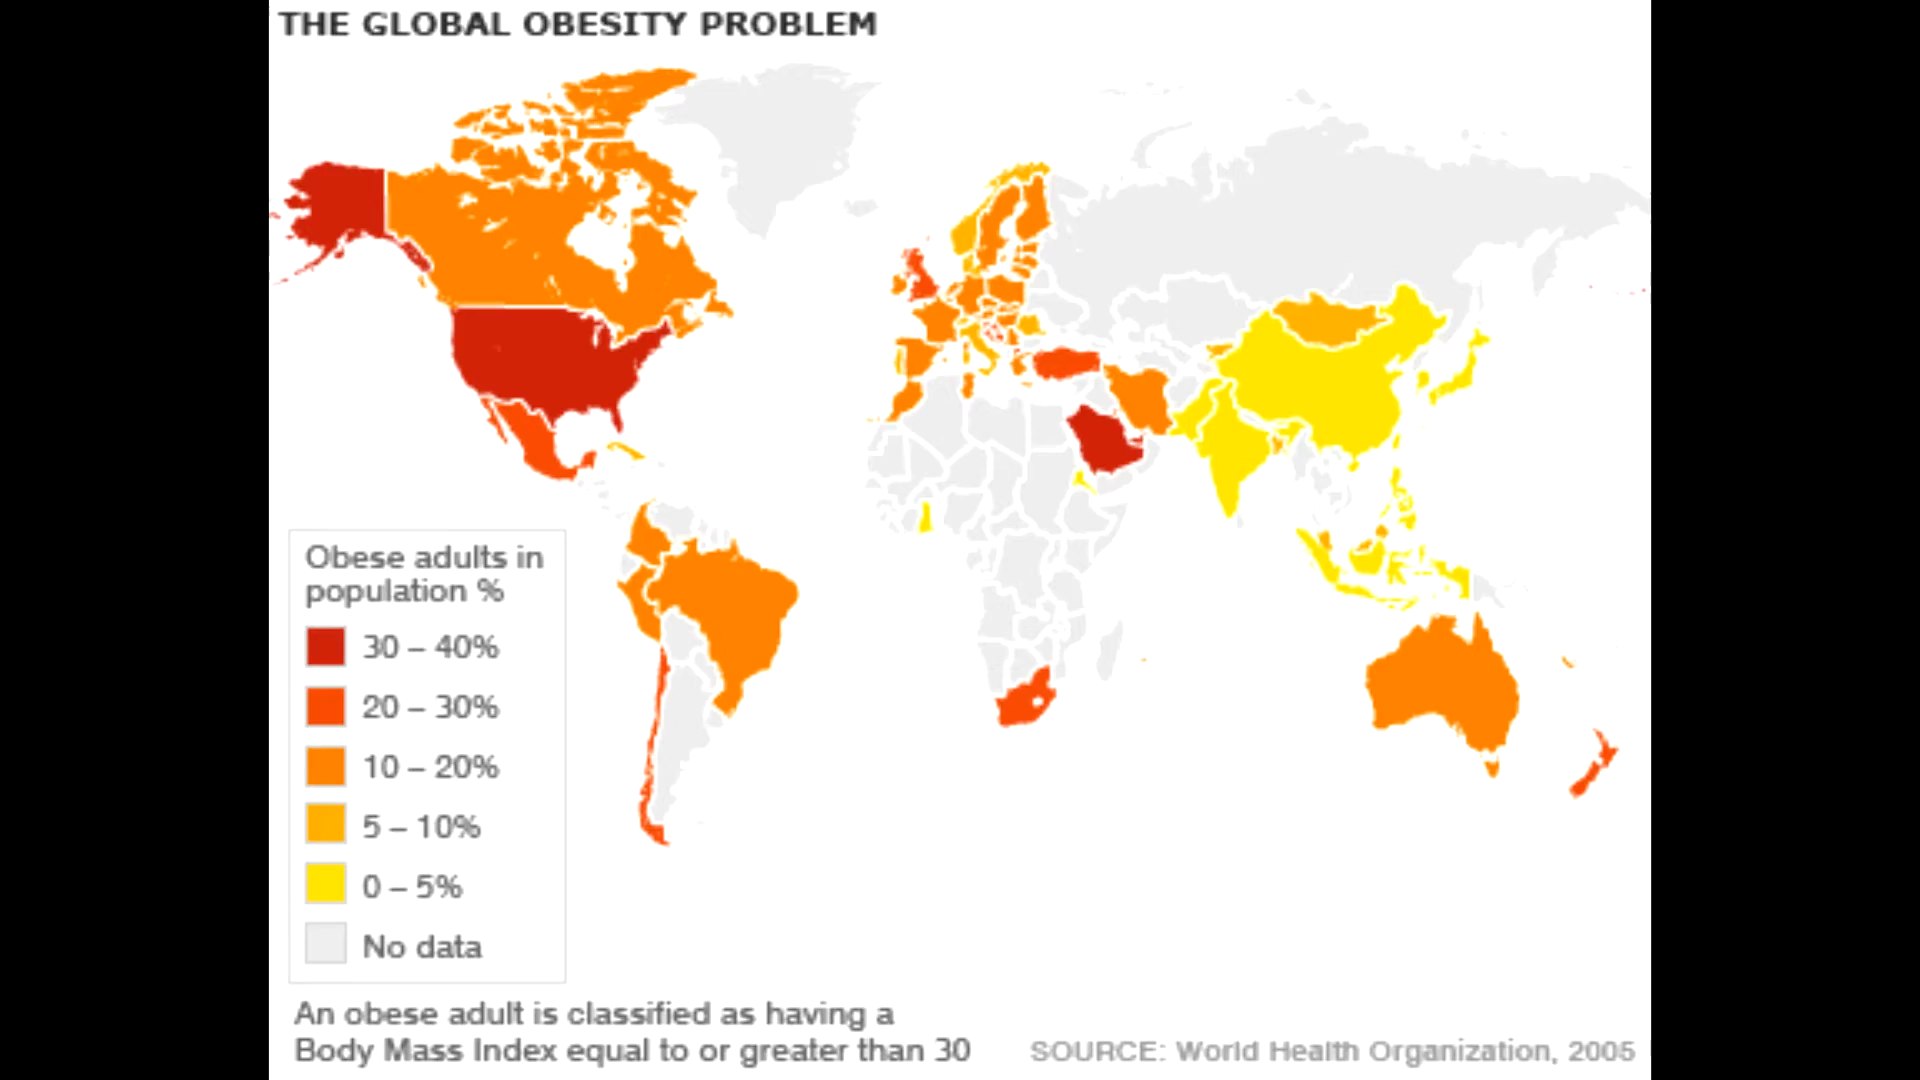 THE GLOBAL OBESITY PROBLEM
Obese adults in
population %
30 – 40%
20 – 30%
10 – 20%
5 – 10%
0 – 5%
No data
An obese adult is classified as having a
Body Mass Index equal to or greater than 30
SOURCE: World Health Organization, 2005